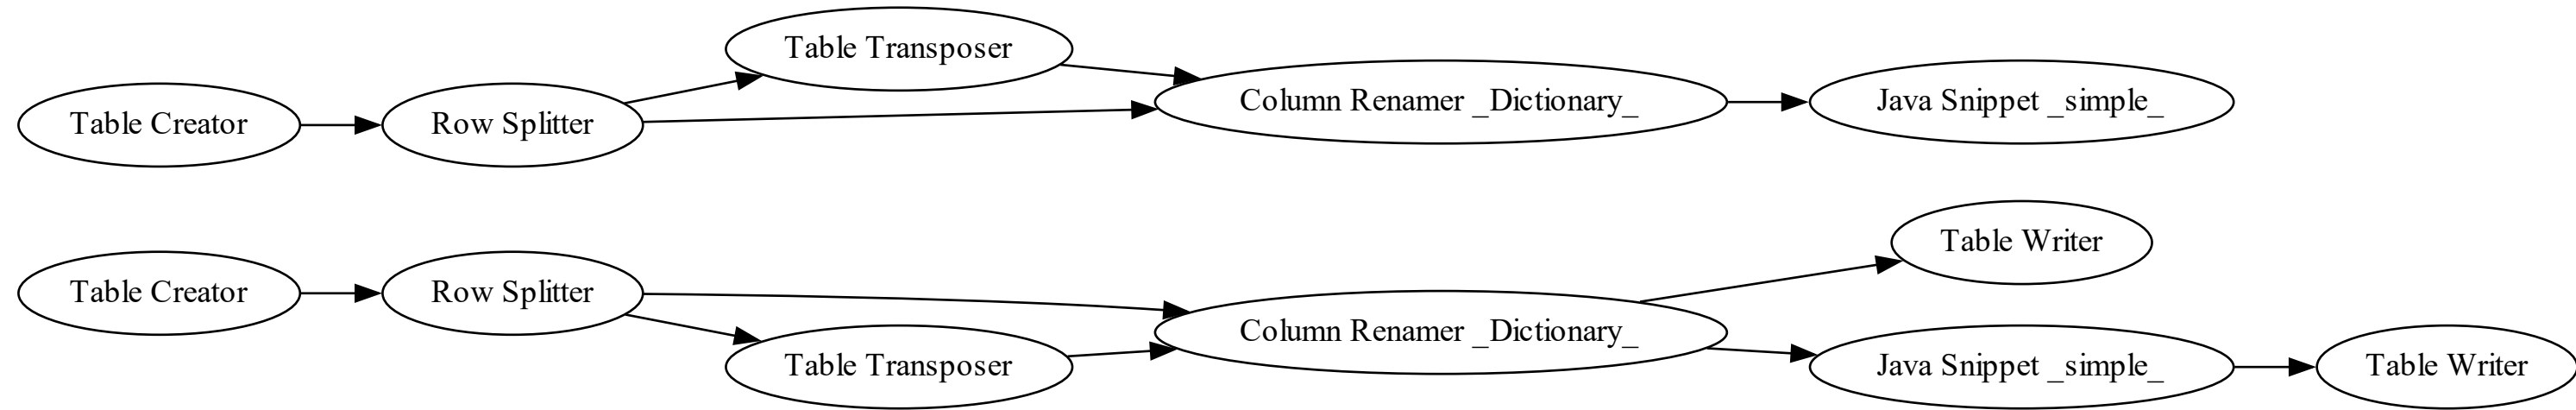 Table Transposer
Table Creator
Row Splitter
Column Renamer _Dictionary_
Java Snippet _simple_
Table Writer
Table Creator
Row Splitter
Column Renamer _Dictionary_
Table Transposer
Java Snippet _simple_
Table Writer